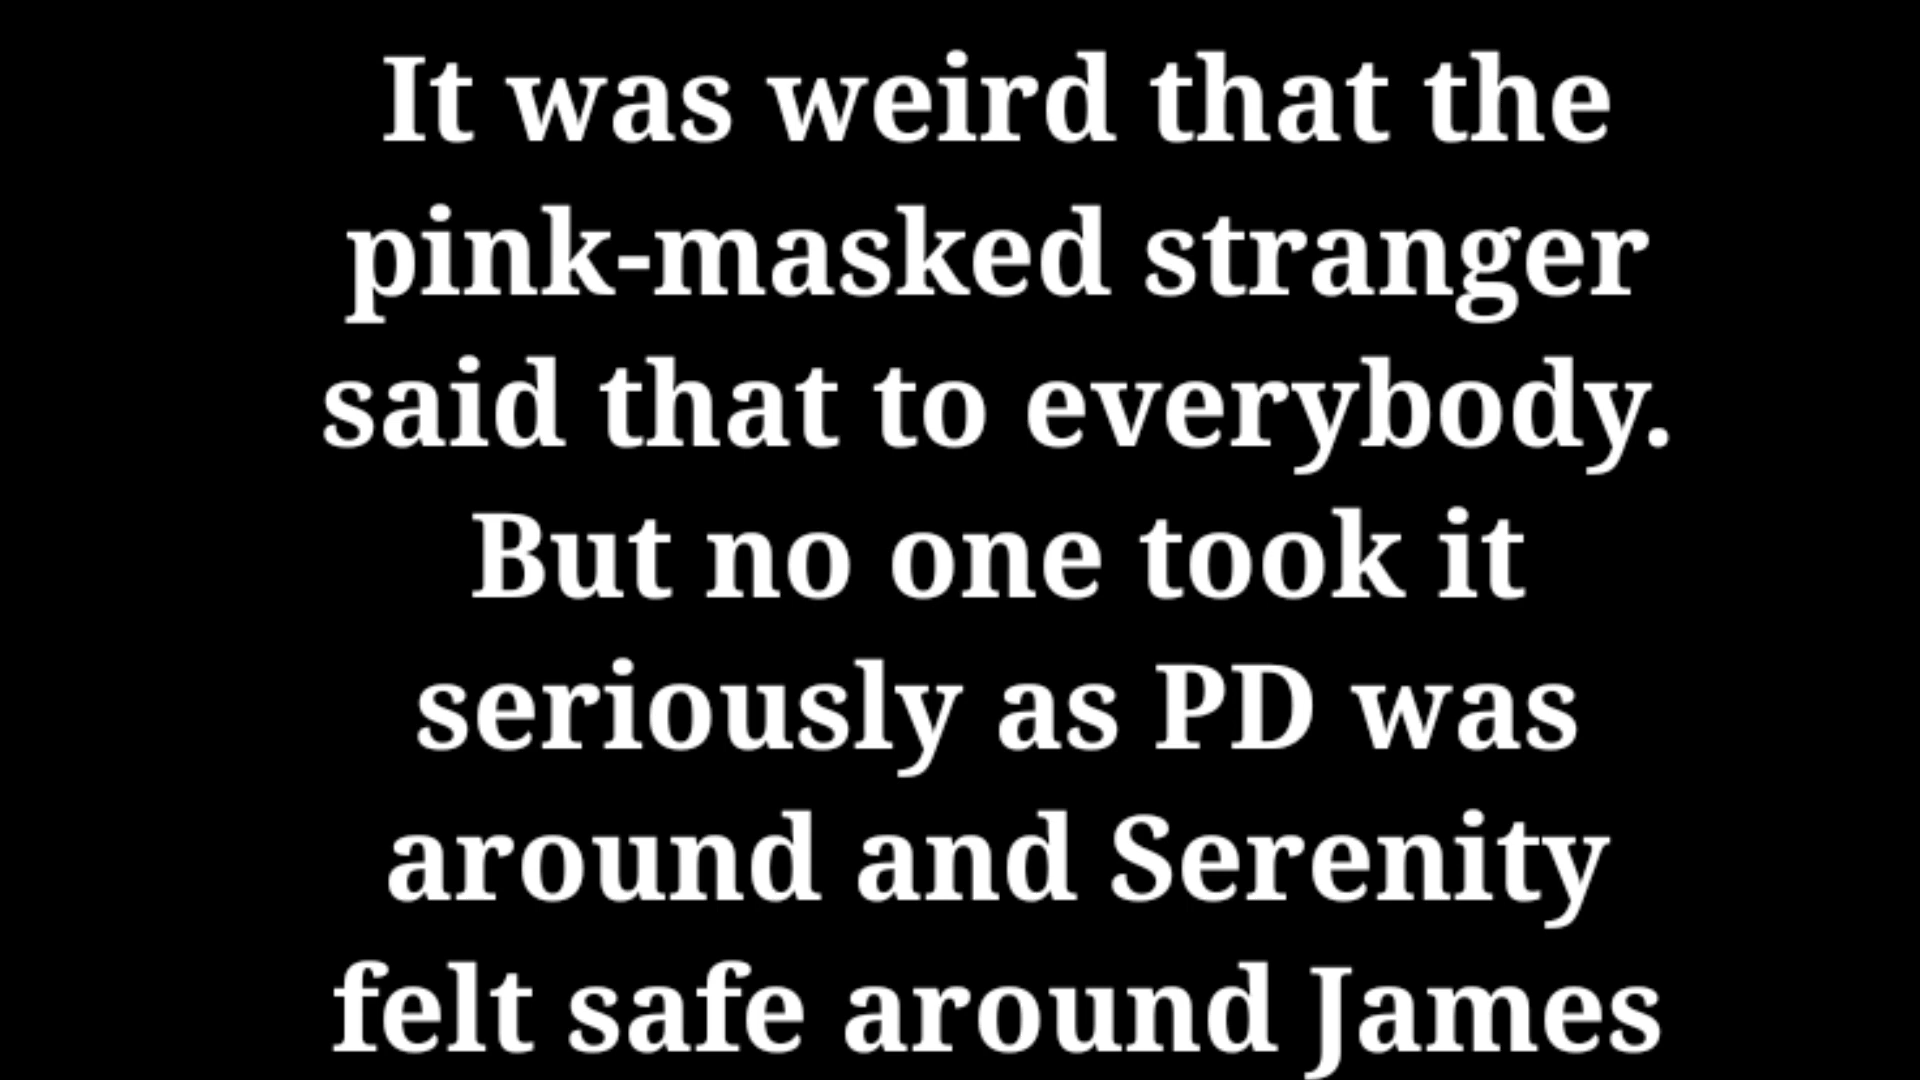 It was weird that the
pink-masked stranger
said that to everybody.
But no one took it
seriously as PD was
around and Serenity
felt safe around James